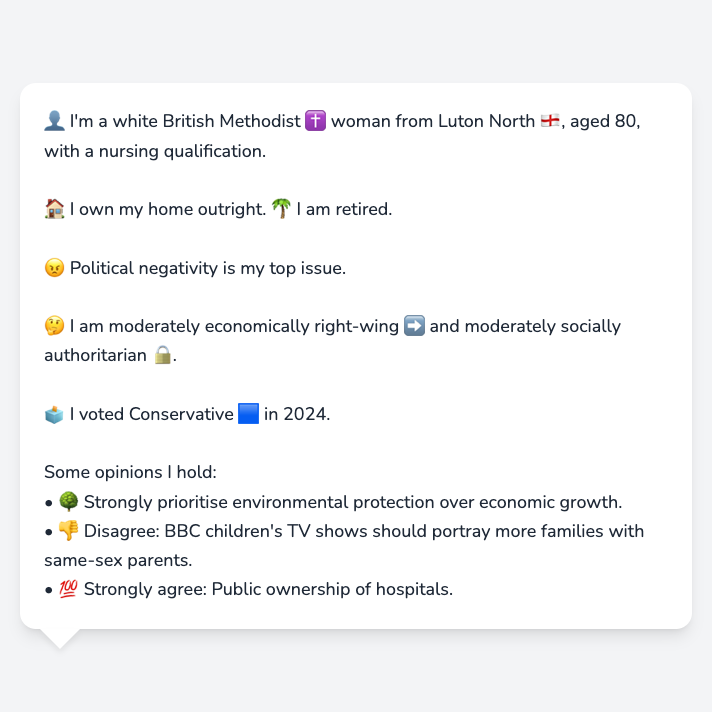 👤 I'm a white British Methodist ✝️ woman from Luton North 🏴󠁧󠁢󠁥󠁮󠁧󠁿, aged 80,
with a nursing qualification.
🏠 I own my home outright. 🌴 I am retired.
😠 Political negativity is my top issue.
🤔 I am moderately economically right-wing ➡️ and moderately socially
authoritarian 🔒.
🗳️ I voted Conservative 🟦 in 2024.
Some opinions I hold:
• 🌳 Strongly prioritise environmental protection over economic growth.
• 👎 Disagree: BBC children's TV shows should portray more families with
same-sex parents.
• 💯 Strongly agree: Public ownership of hospitals.